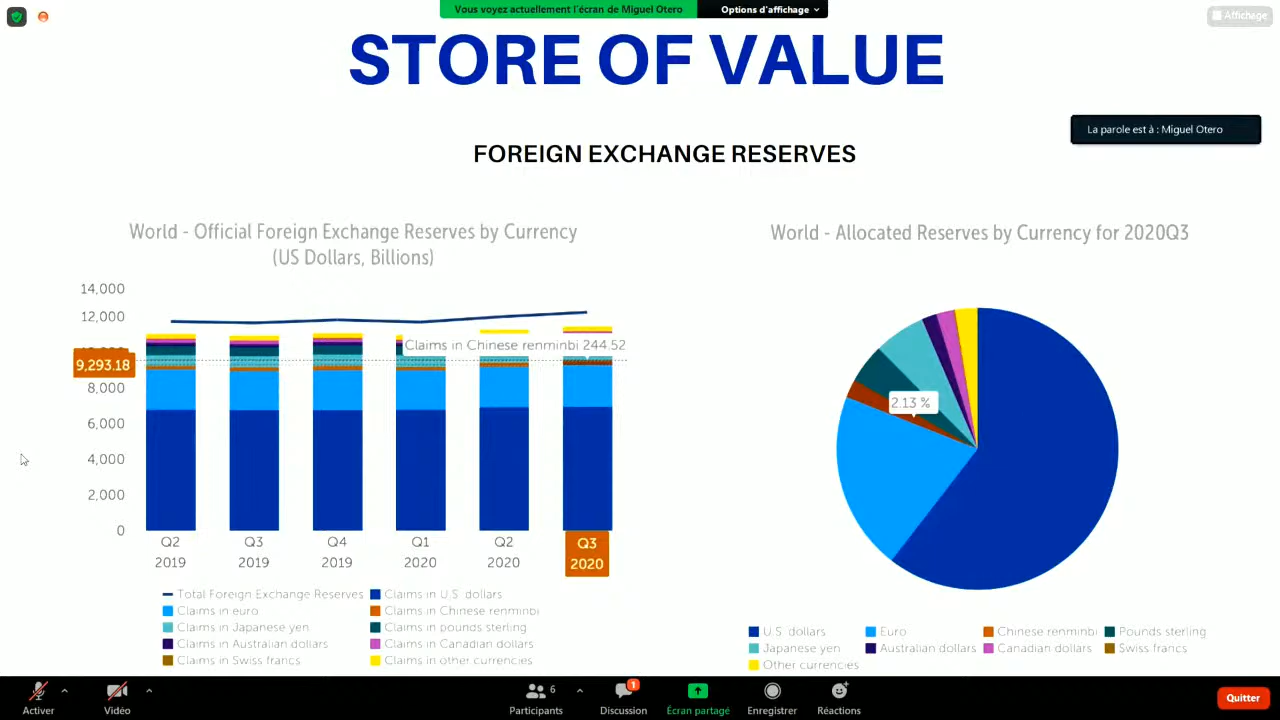 Vous voyez actuellement l'écran de Miguel Otero
Options d'affichage
Affichage
STORE OF VALUE
La parole est à : Miguel Otero
FOREIGN EXCHANGE RESERVES
World - Official Foreign Exchange Reserves by Currency
(US Dollars, Billions)
14,000
12,000
9,293.18
8,000
6,000
4,000
2,000
0
Claims in Chinese renminbi 244.52
Q2 Q3 Q4 Q1 Q2 Q3
2019 2019 2019 2020 2020 2020
Total Foreign Exchange Reserves Claims in U.S. dollars
Claims in euro Claims in Chinese renminbi
Claims in Japanese yen Claims in pounds sterling
Claims in Australian dollars Claims in Canadian dollars
Claims in Swiss francs Claims in other currencies
World - Allocated Reserves by Currency for 2020Q3
2.13 %
U.S. dollars Euro Chinese renminbi Pounds sterling
Japanese yen Australian dollars Canadian dollars Swiss francs
Other currencies
Activer
Vidéo
6
Participants
1
Discussion
Écran partagé
Enregistrer
Réactions
Quitter